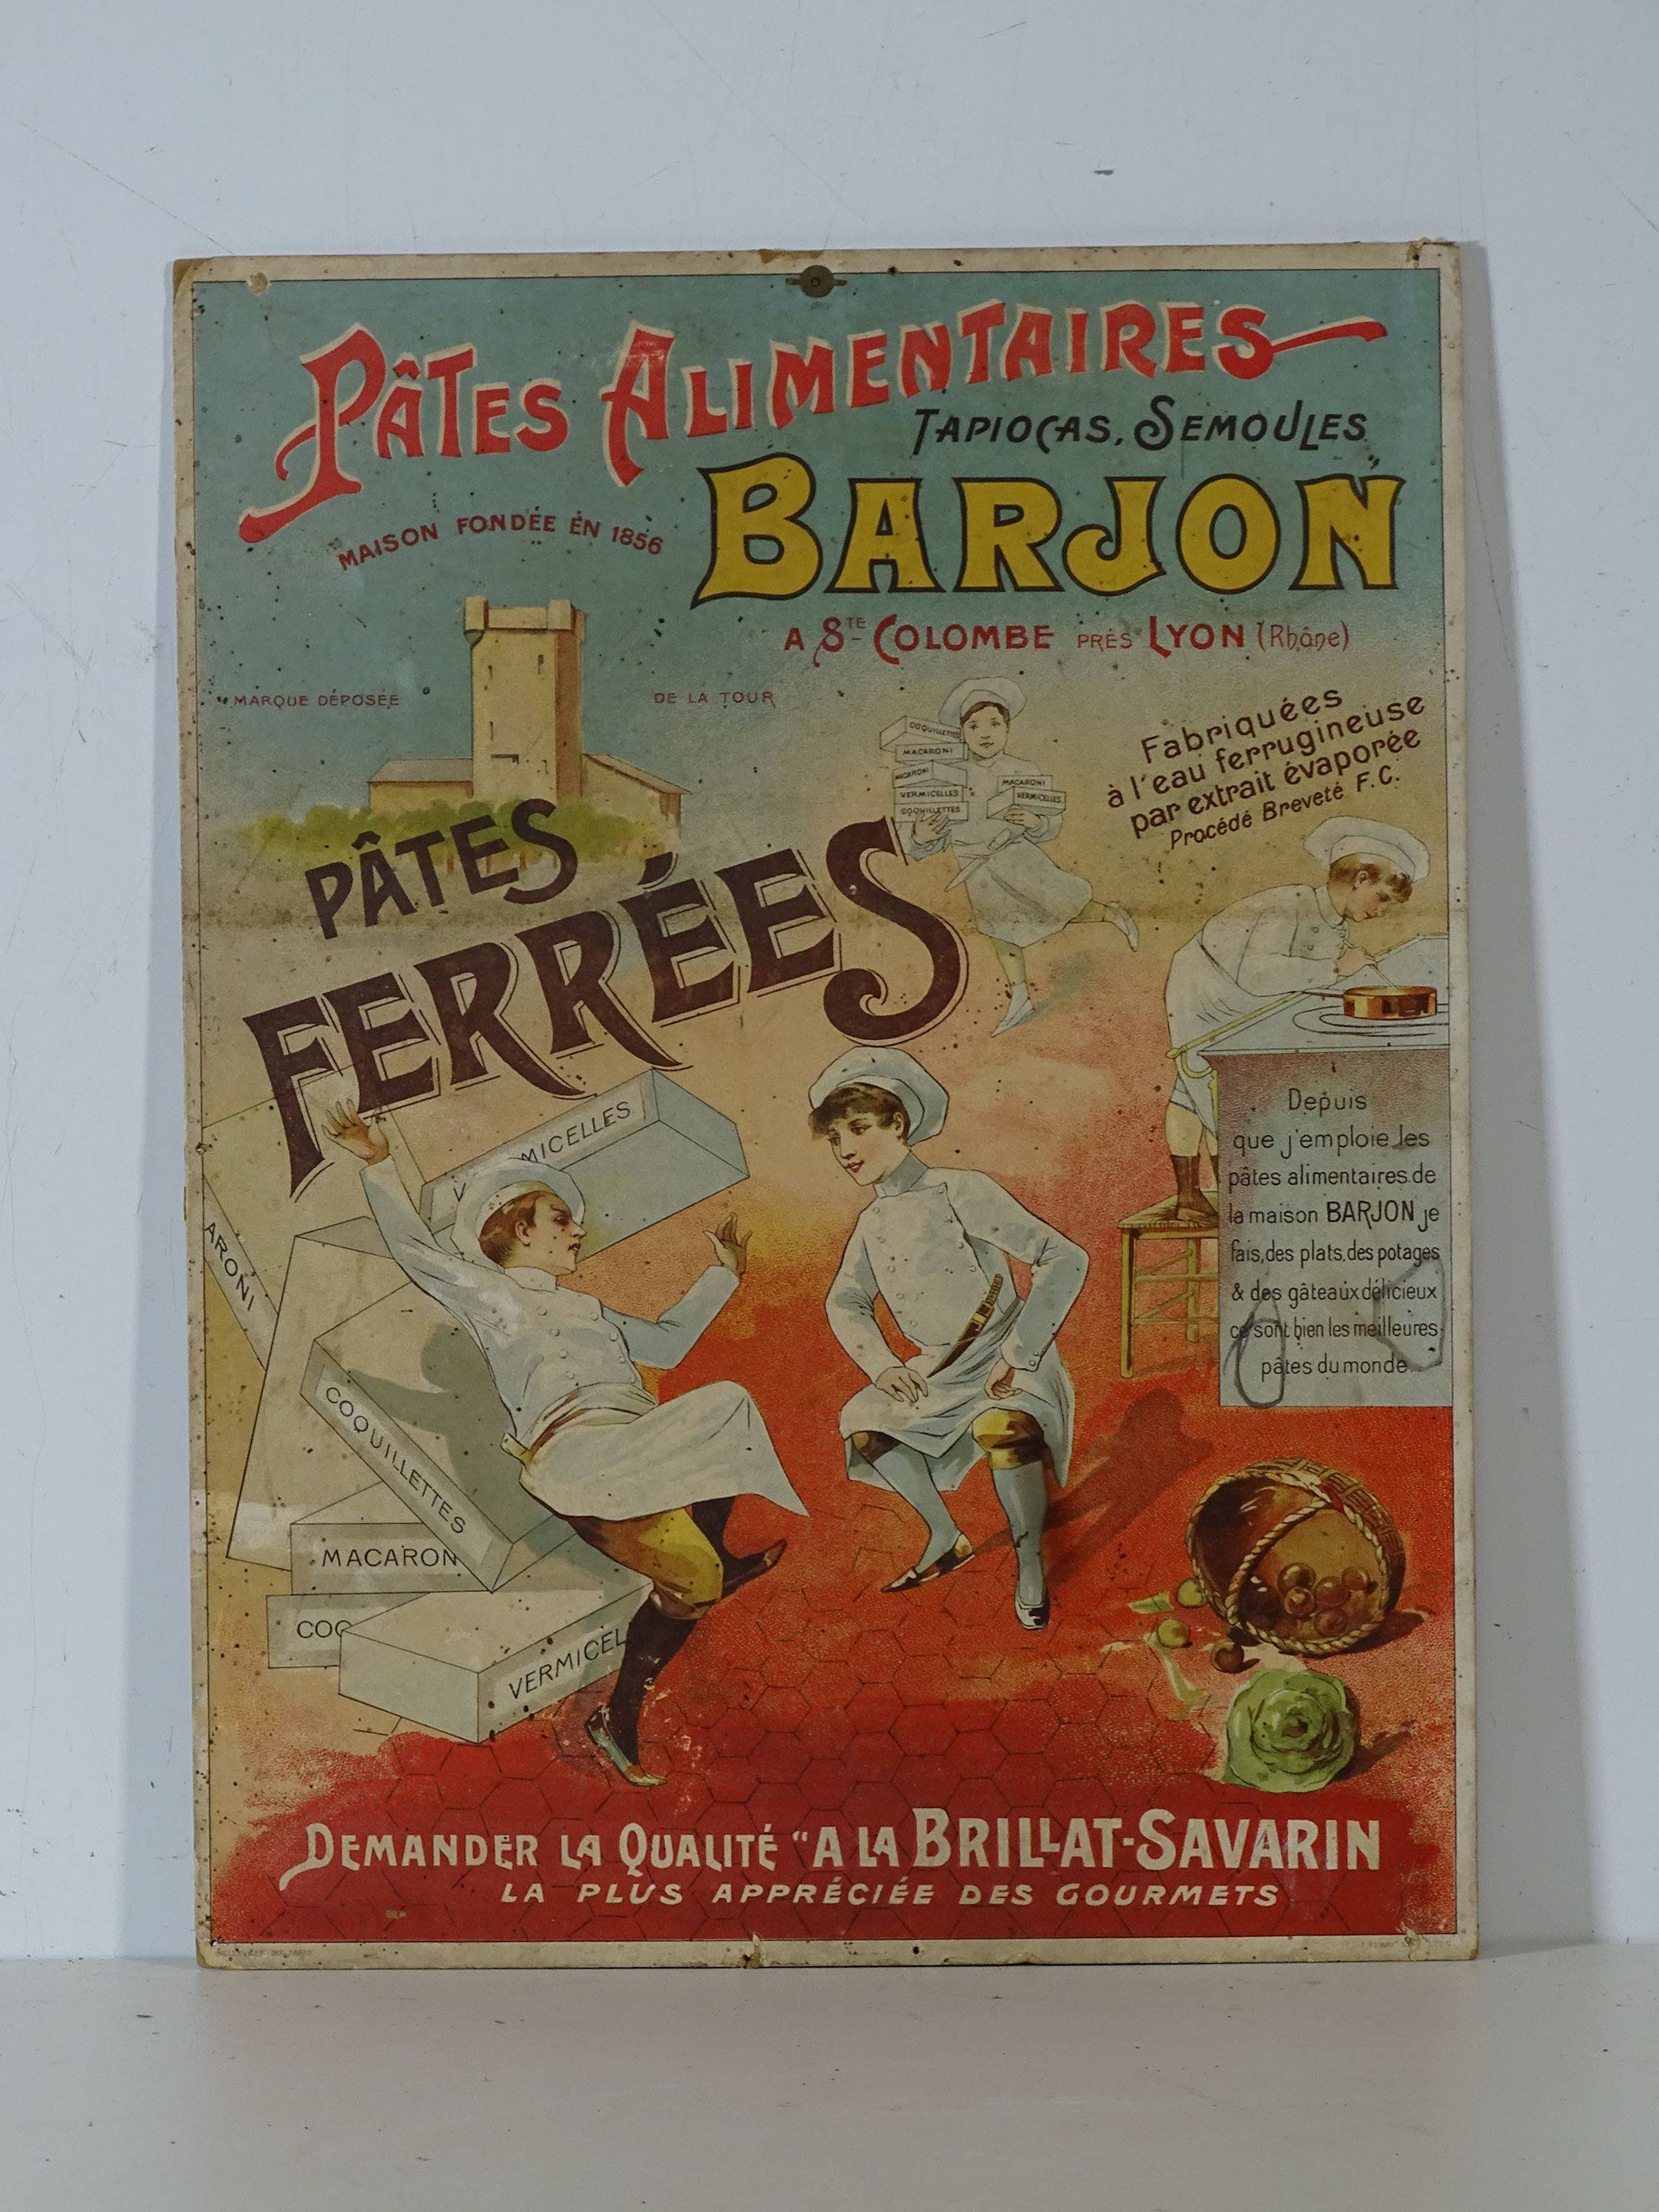 PÂTES ALIMENTAIRES
TAPIOCAS, SEMOULES
BARJON
MAISON FONDÉE EN 1856
A STE COLOMBE PRÈS LYON (Rhône)
MARQUE DÉPOSÉE
DE LA TOUR
Fabriquées
à l'eau ferrugineuse
par extrait évaporée
Procédé Breveté F.C.
COQUILLETTES
MACARONI
MACARONI
VERMICELLES
COQUILLETTES
MACARONI
VERMICELLES
PÂTES
FERRÉES
Depuis
que j'emploie les
pâtes alimentaires de
la maison BARJON je
fais, des plats, des potages
& des gâteaux délicieux
ce sont bien les meilleures
pâtes du monde.
V MICELLES
ARONI
COQUILLETTES
MACARON
COQ
VERMICEL
DEMANDER LA QUALITÉ "A LA BRILLAT-SAVARIN
LA PLUS APPRÉCIÉE DES GOURMETS